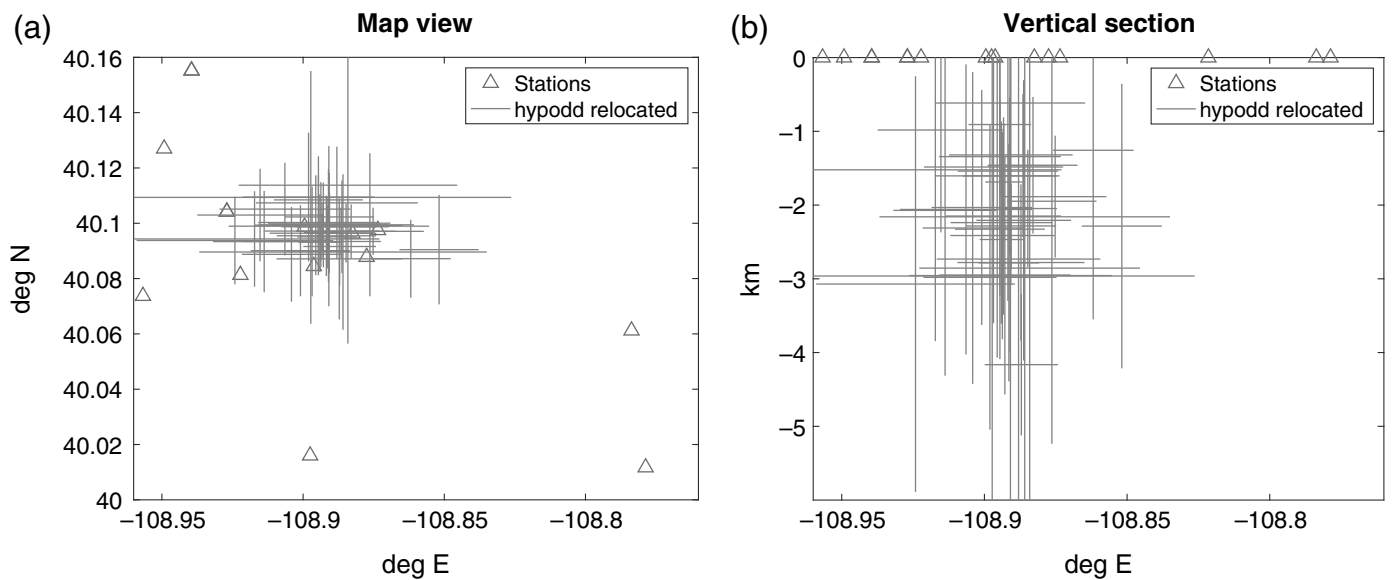 (a)
Map view
40.16
40.14
40.12
40.1
40.08
40.06
40.04
40.02
40
deg N
Stations
hypodd relocated
−108.95
−108.9
−108.85
−108.8
deg E
(b)
Vertical section
0
−1
−2
−3
−4
−5
km
Stations
hypodd relocated
−108.95
−108.9
−108.85
−108.8
deg E